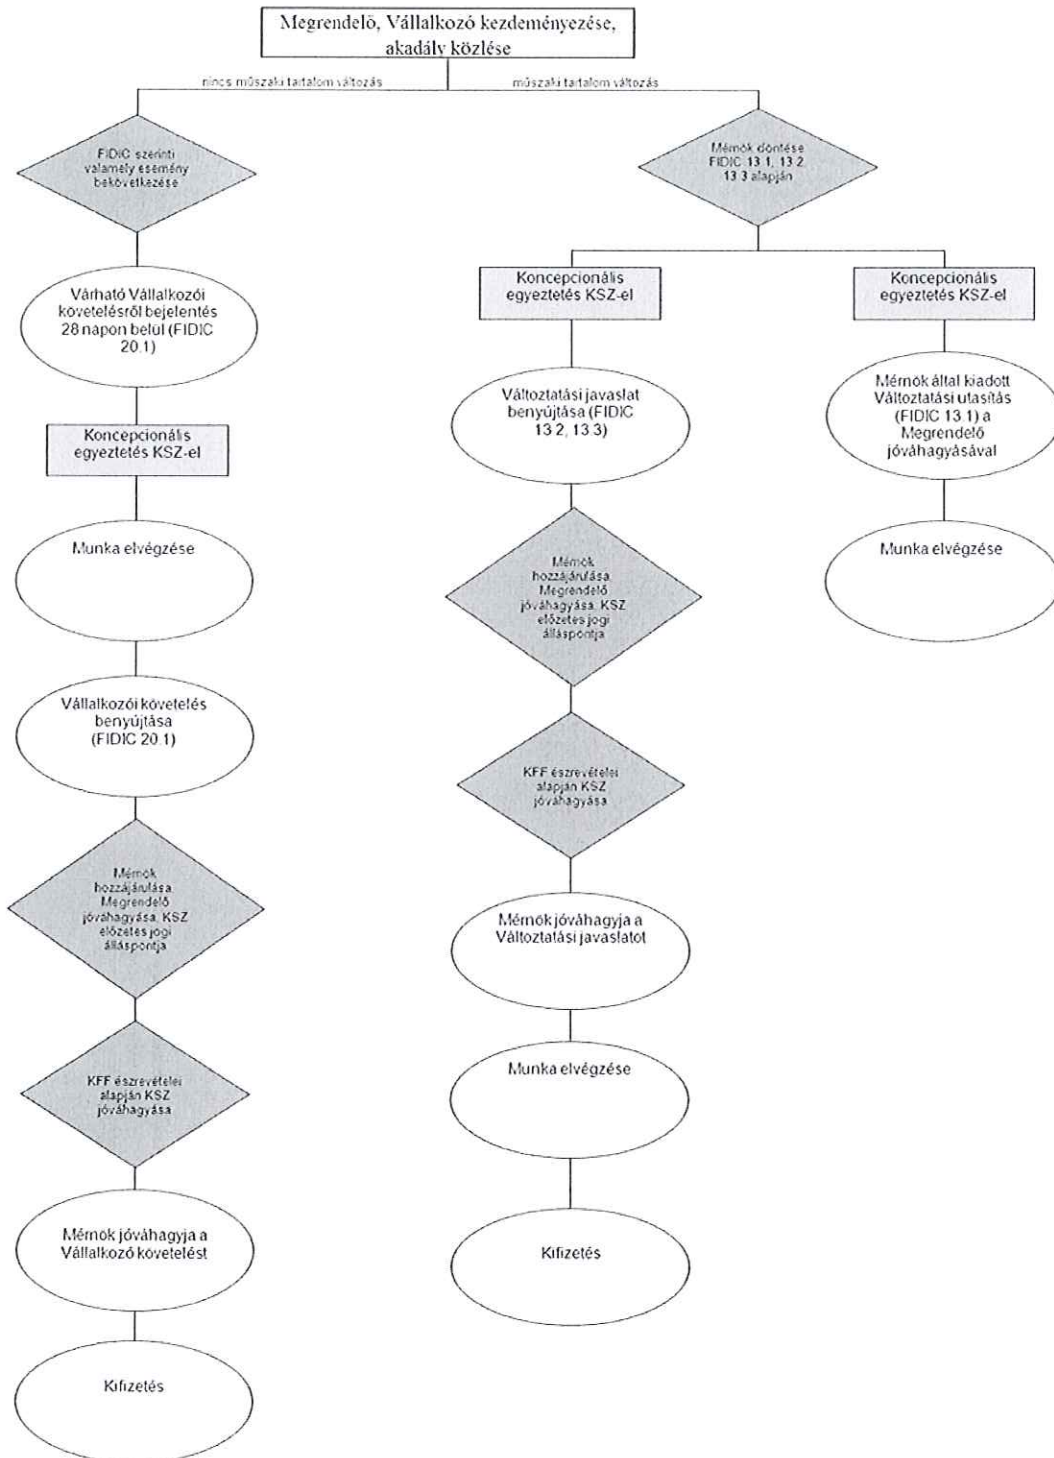 Megrendelő, Vállalkozó kezdeményezése,
akadály közlése
nincs műszaki tartalom változás
műszaki tartalom változás
FIDIC szerinti
valamely esemény
bekövetkezése
Várható Vállalkozói
követelésről bejelentés
28 napon belül (FIDIC
20.1)
Koncepcionális
egyeztetés KSZ-el
Munka elvégzése
Vállalkozói követelés
benyújtása
(FIDIC 20.1)
Mérnök
hozzájárulása,
Megrendelő
jóváhagyása, KSZ
előzetes jogi
álláspontja
KFF észrevételei
alapján KSZ
jóváhagyása
Mérnök jóváhagyja a
Vállalkozó követelést
Kifizetés
Mérnök döntése
FIDIC 13.1, 13.2,
13.3 alapján
Koncepcionális
egyeztetés KSZ-el
Változtatási javaslat
benyújtása (FIDIC
13.2, 13.3)
Mérnök
hozzájárulása,
Megrendelő
jóváhagyása, KSZ
előzetes jogi
álláspontja
KFF észrevételei
alapján KSZ
jóváhagyása
Mérnök jóváhagyja a
Változtatási javaslatot
Munka elvégzése
Kifizetés
Koncepcionális
egyeztetés KSZ-el
Mérnök által kiadott
Változtatási utasítás
(FIDIC 13.1) a
Megrendelő
jóváhagyásával
Munka elvégzése